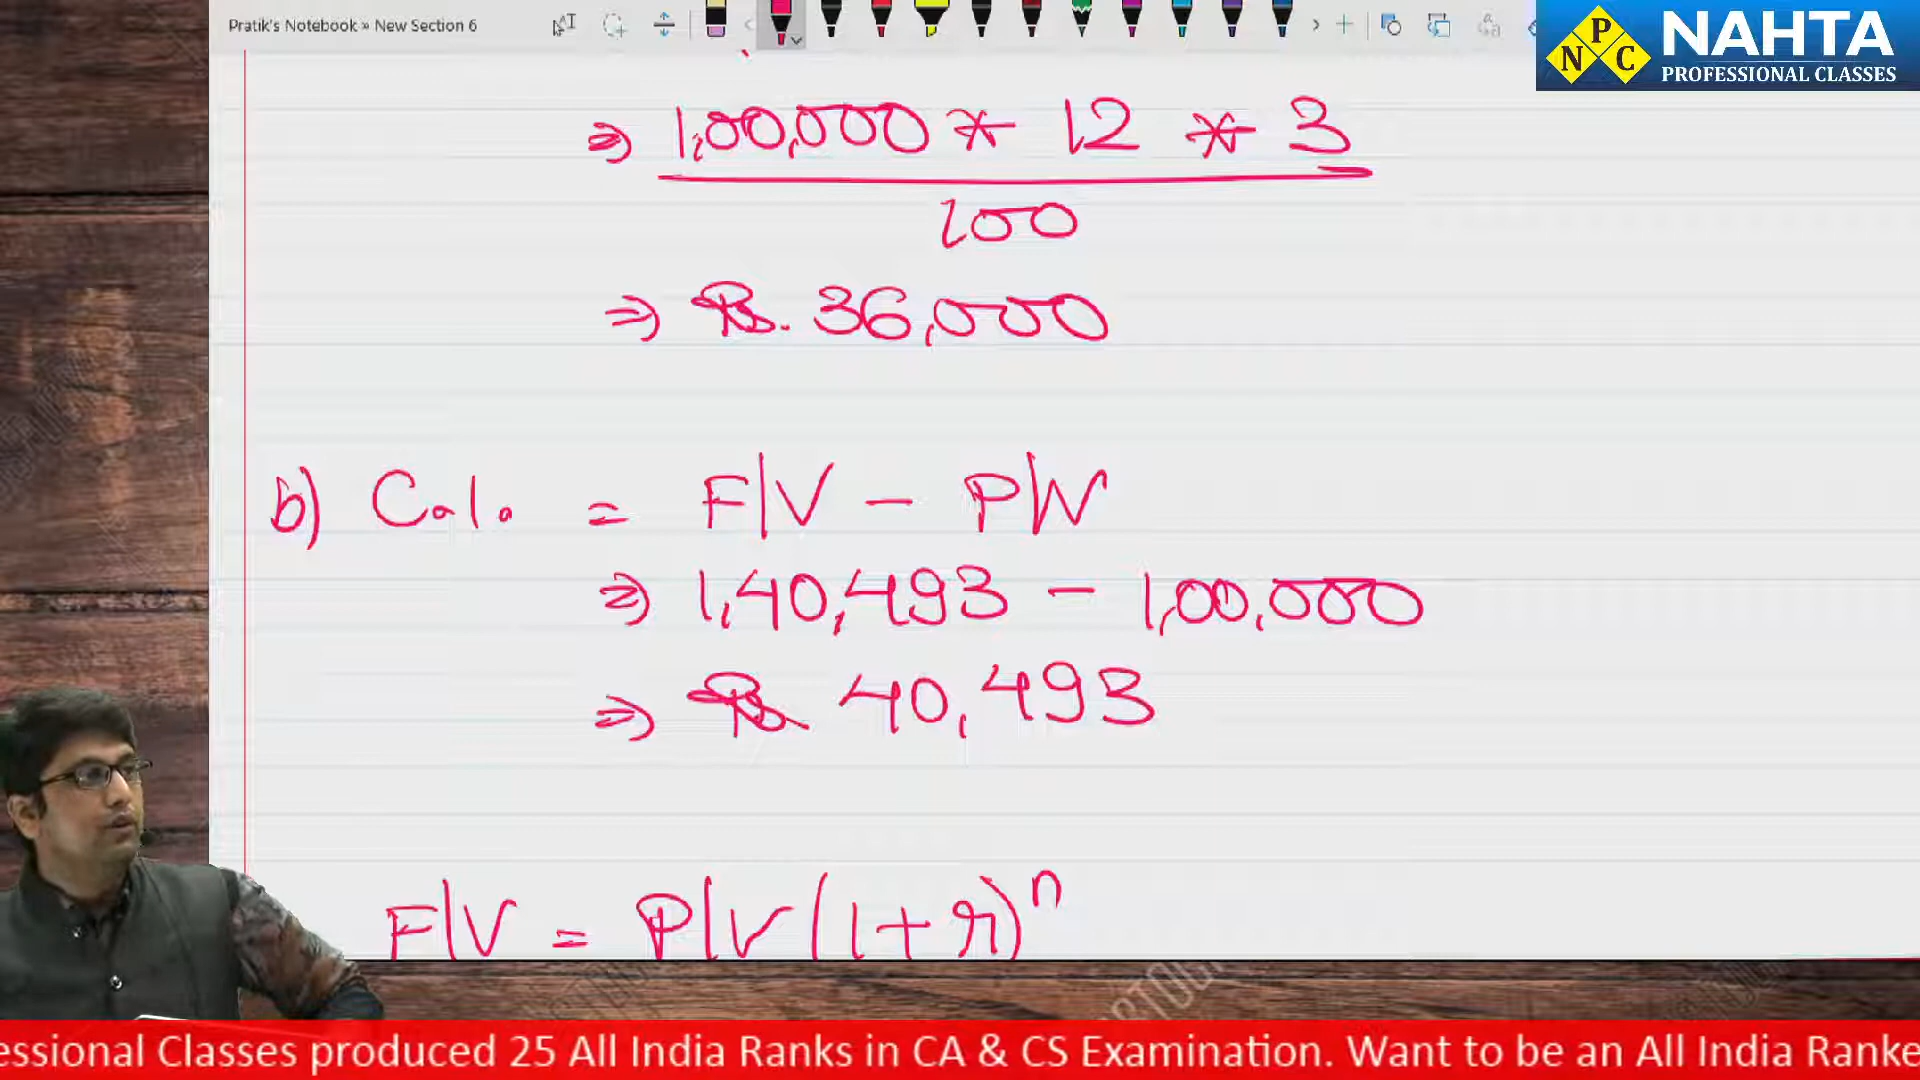 Pratik's Notebook » New Section 6
NPC NAHTA
PROFESSIONAL CLASSES
⇒ 1,00,000 * 12 * 3
100
⇒ Rs. 36,000
b) Calc. = F/V - P/V
⇒ 1,40,493 - 1,00,000
⇒ Rs 40,493
F/V = P/V (1+r)ⁿ
essional Classes produced 25 All India Ranks in CA & CS Examination. Want to be an All India Ranke